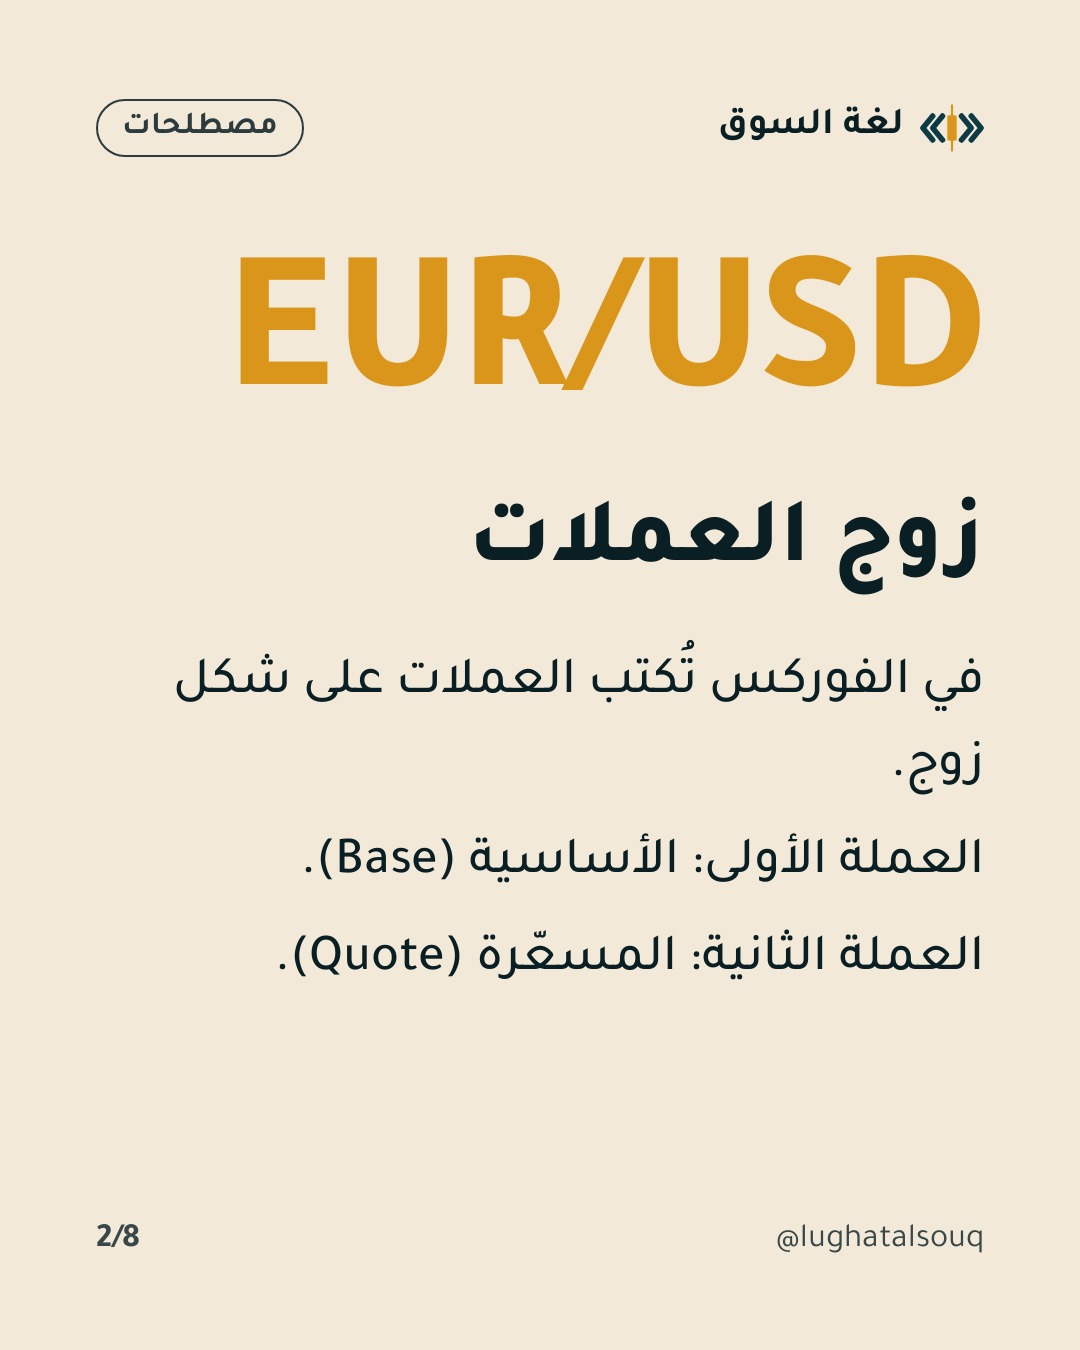 لغة السوق
مصطلحات
EUR/USD
زوج العملات
في الفوركس تُكتب العملات على شكل
زوج.
العملة الأولى: الأساسية (Base).
العملة الثانية: المسعّرة (Quote).
@lughatalsouq
2/8